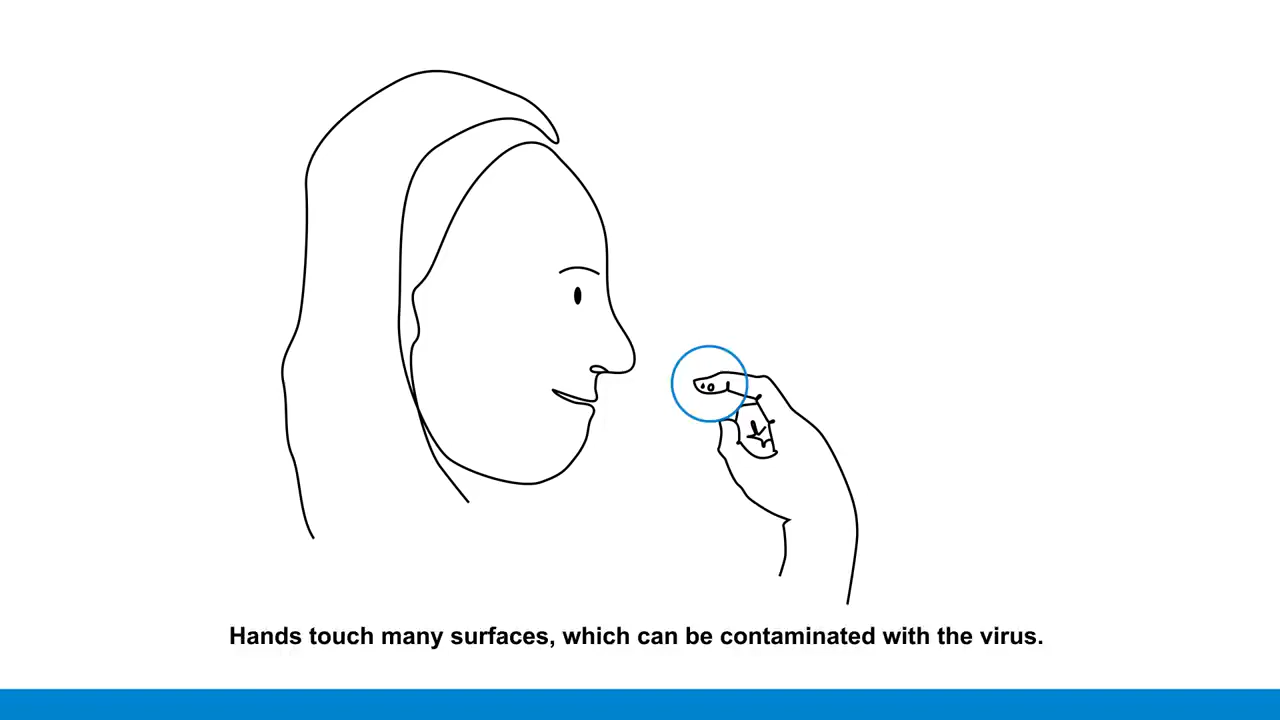 Hands touch many surfaces, which can be contaminated with the virus.